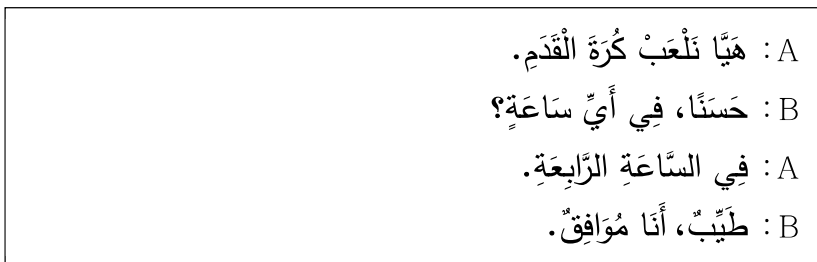 A : هَيَّا نَلْعَبْ كُرَةَ الْقَدَمِ.
B : حَسَنًا، فِي أَيِّ سَاعَةٍ؟
A : فِي السَّاعَةِ الرَّابِعَةِ.
B : طَيِّبٌ، أَنَا مُوَافِقٌ.